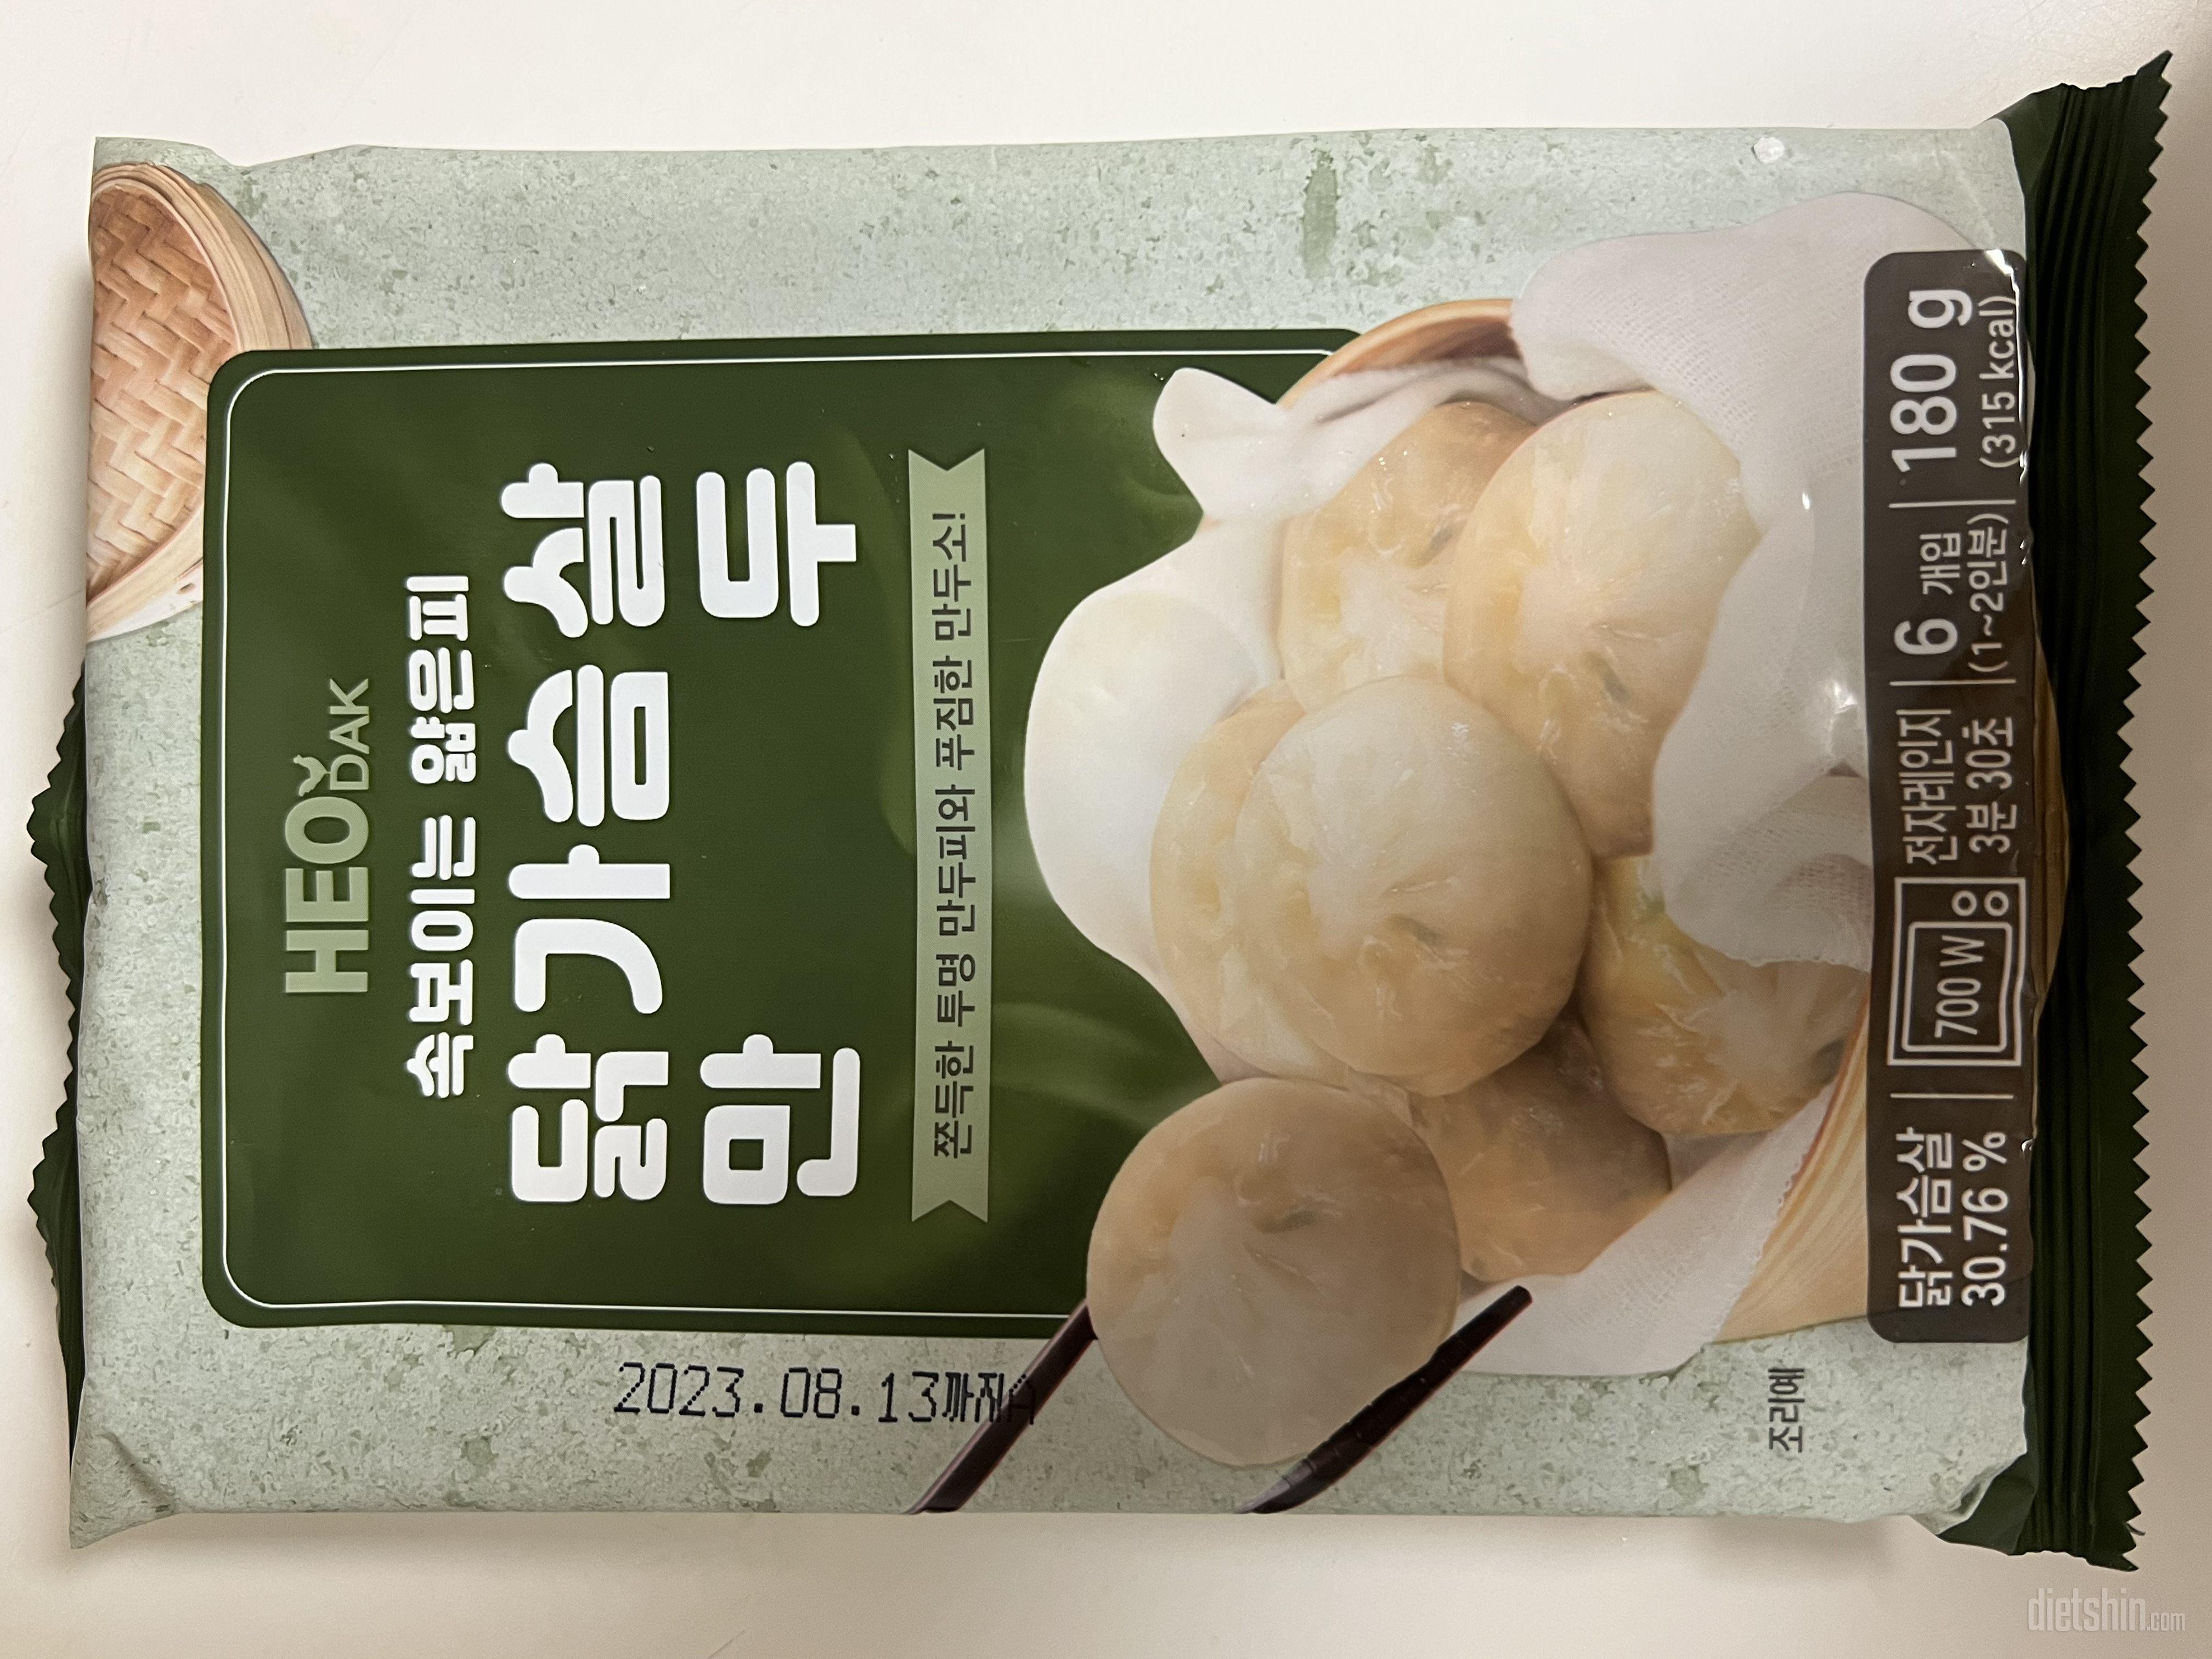 HEODAK
속보이는 얇은피
닭가슴살
만두
쫀득한 투명 만두피와 푸짐한 만두소!
2023.08.13까지A
조리예
닭가슴살
30.76 %
700 W
전자레인지
3분 30초
6 개입
(1~2인분)
180 g
(315 kcal)
dietshin.com